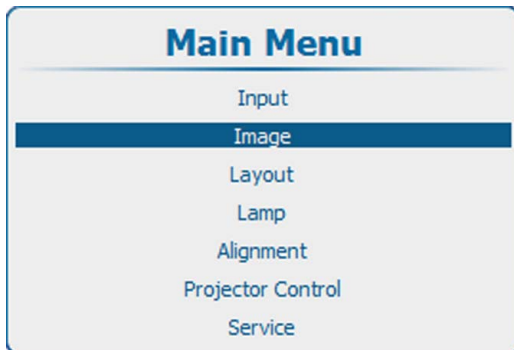 Main Menu
Input
Image
Layout
Lamp
Alignment
Projector Control
Service